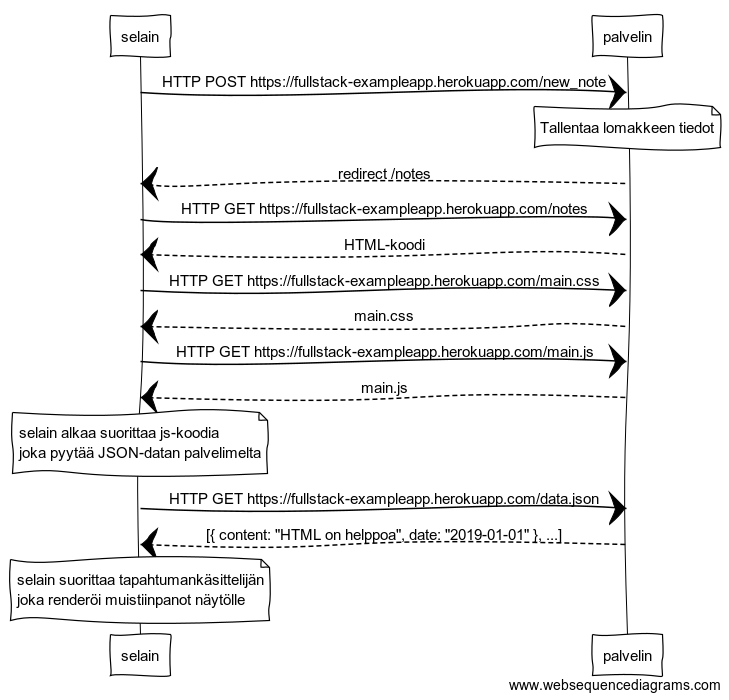 selain
palvelin
HTTP POST https://fullstack-exampleapp.herokuapp.com/new_note
Tallentaa lomakkeen tiedot
redirect /notes
HTTP GET https://fullstack-exampleapp.herokuapp.com/notes
HTML-koodi
HTTP GET https://fullstack-exampleapp.herokuapp.com/main.css
main.css
HTTP GET https://fullstack-exampleapp.herokuapp.com/main.js
main.js
selain alkaa suorittaa js-koodia
joka pyytää JSON-datan palvelimelta
HTTP GET https://fullstack-exampleapp.herokuapp.com/data.json
[{ content: "HTML on helppoa", date: "2019-01-01" }, ...]
selain suorittaa tapahtumankäsittelijän
joka renderöi muistiinpanot näytölle
selain
palvelin
www.websequencediagrams.com